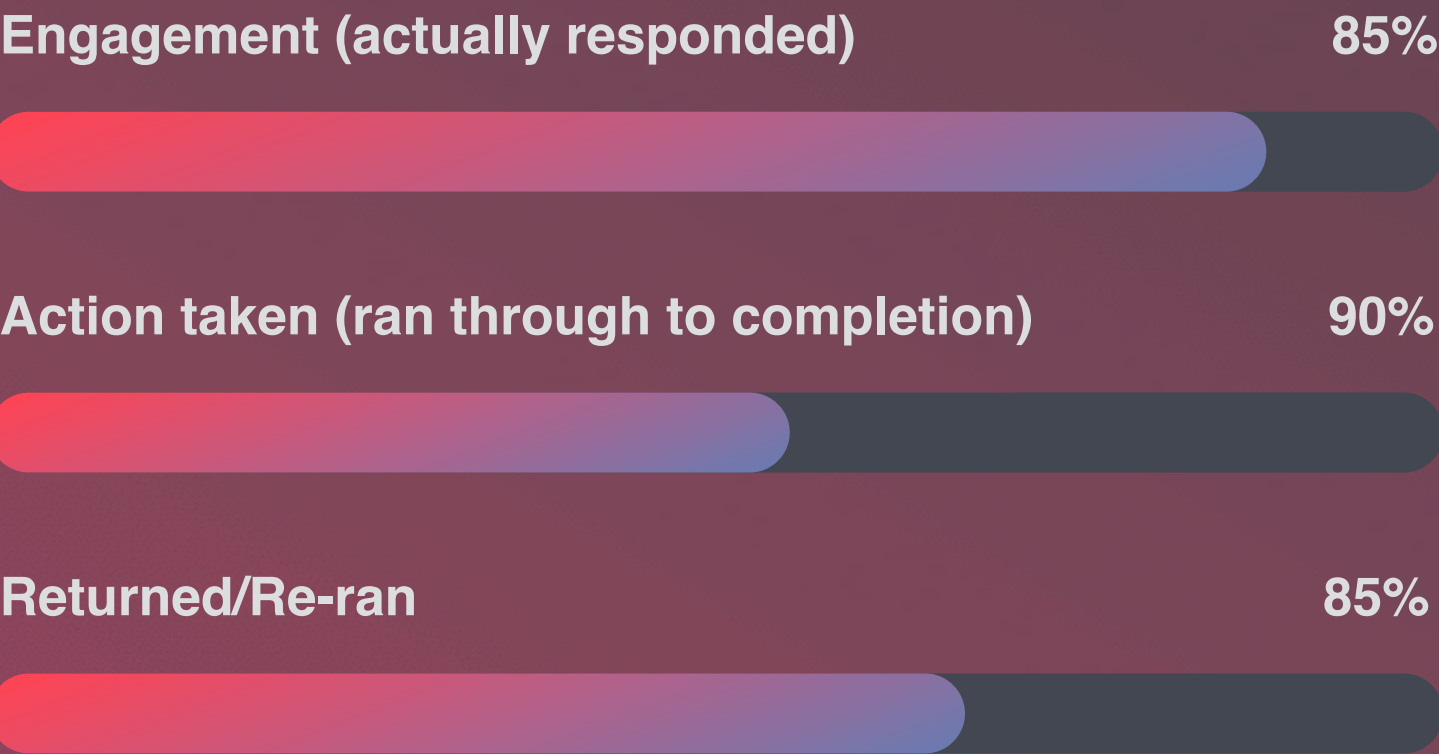 Engagement (actually responded) 85%
Action taken (ran through to completion) 90%
Returned/Re-ran 85%